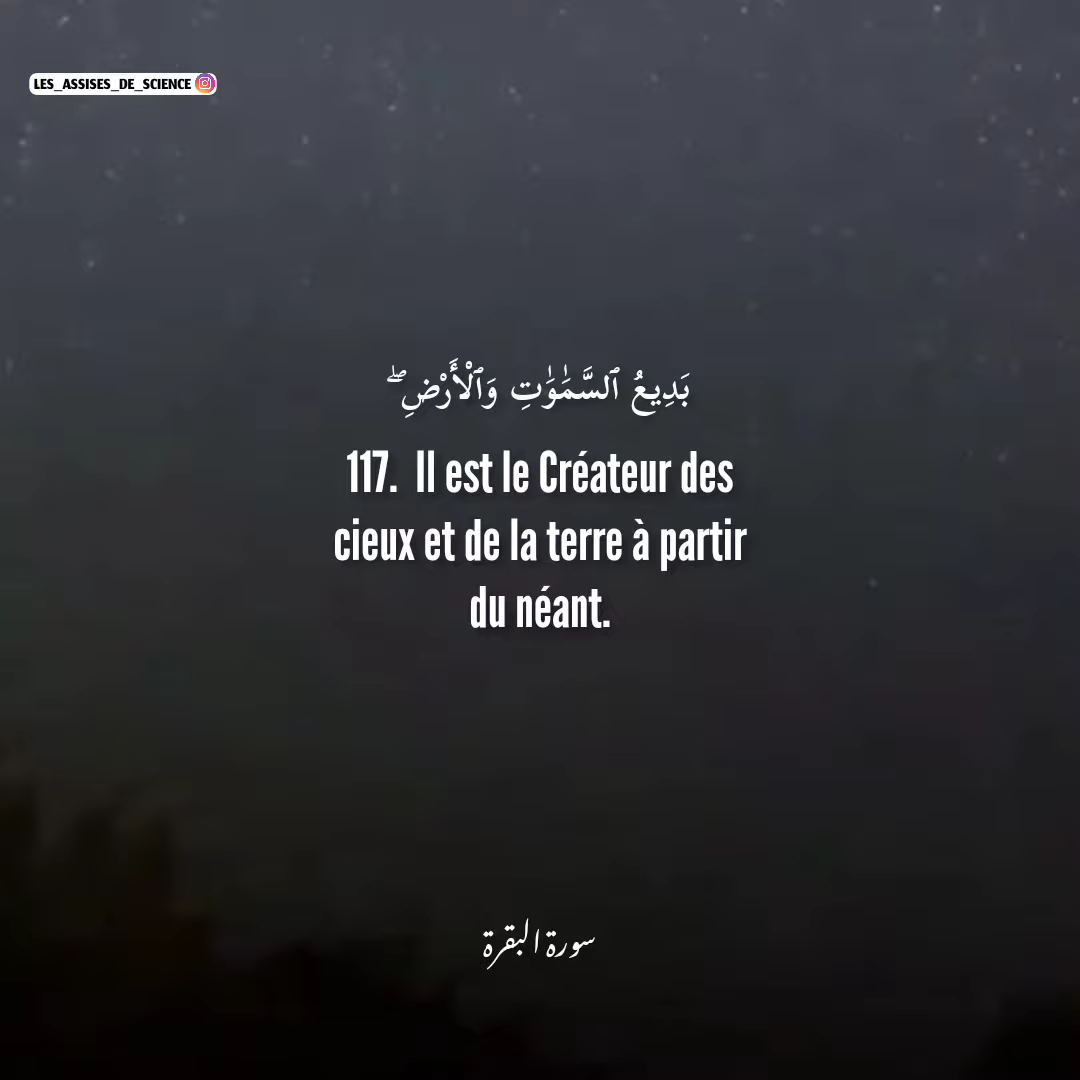 LES_ASSISES_DE_SCIENCE
بَدِيعُ ٱلسَّمَٰوَٰتِ وَٱلْأَرْضِ ۖ
117. Il est le Créateur des
cieux et de la terre à partir
du néant.
سورة البقرة